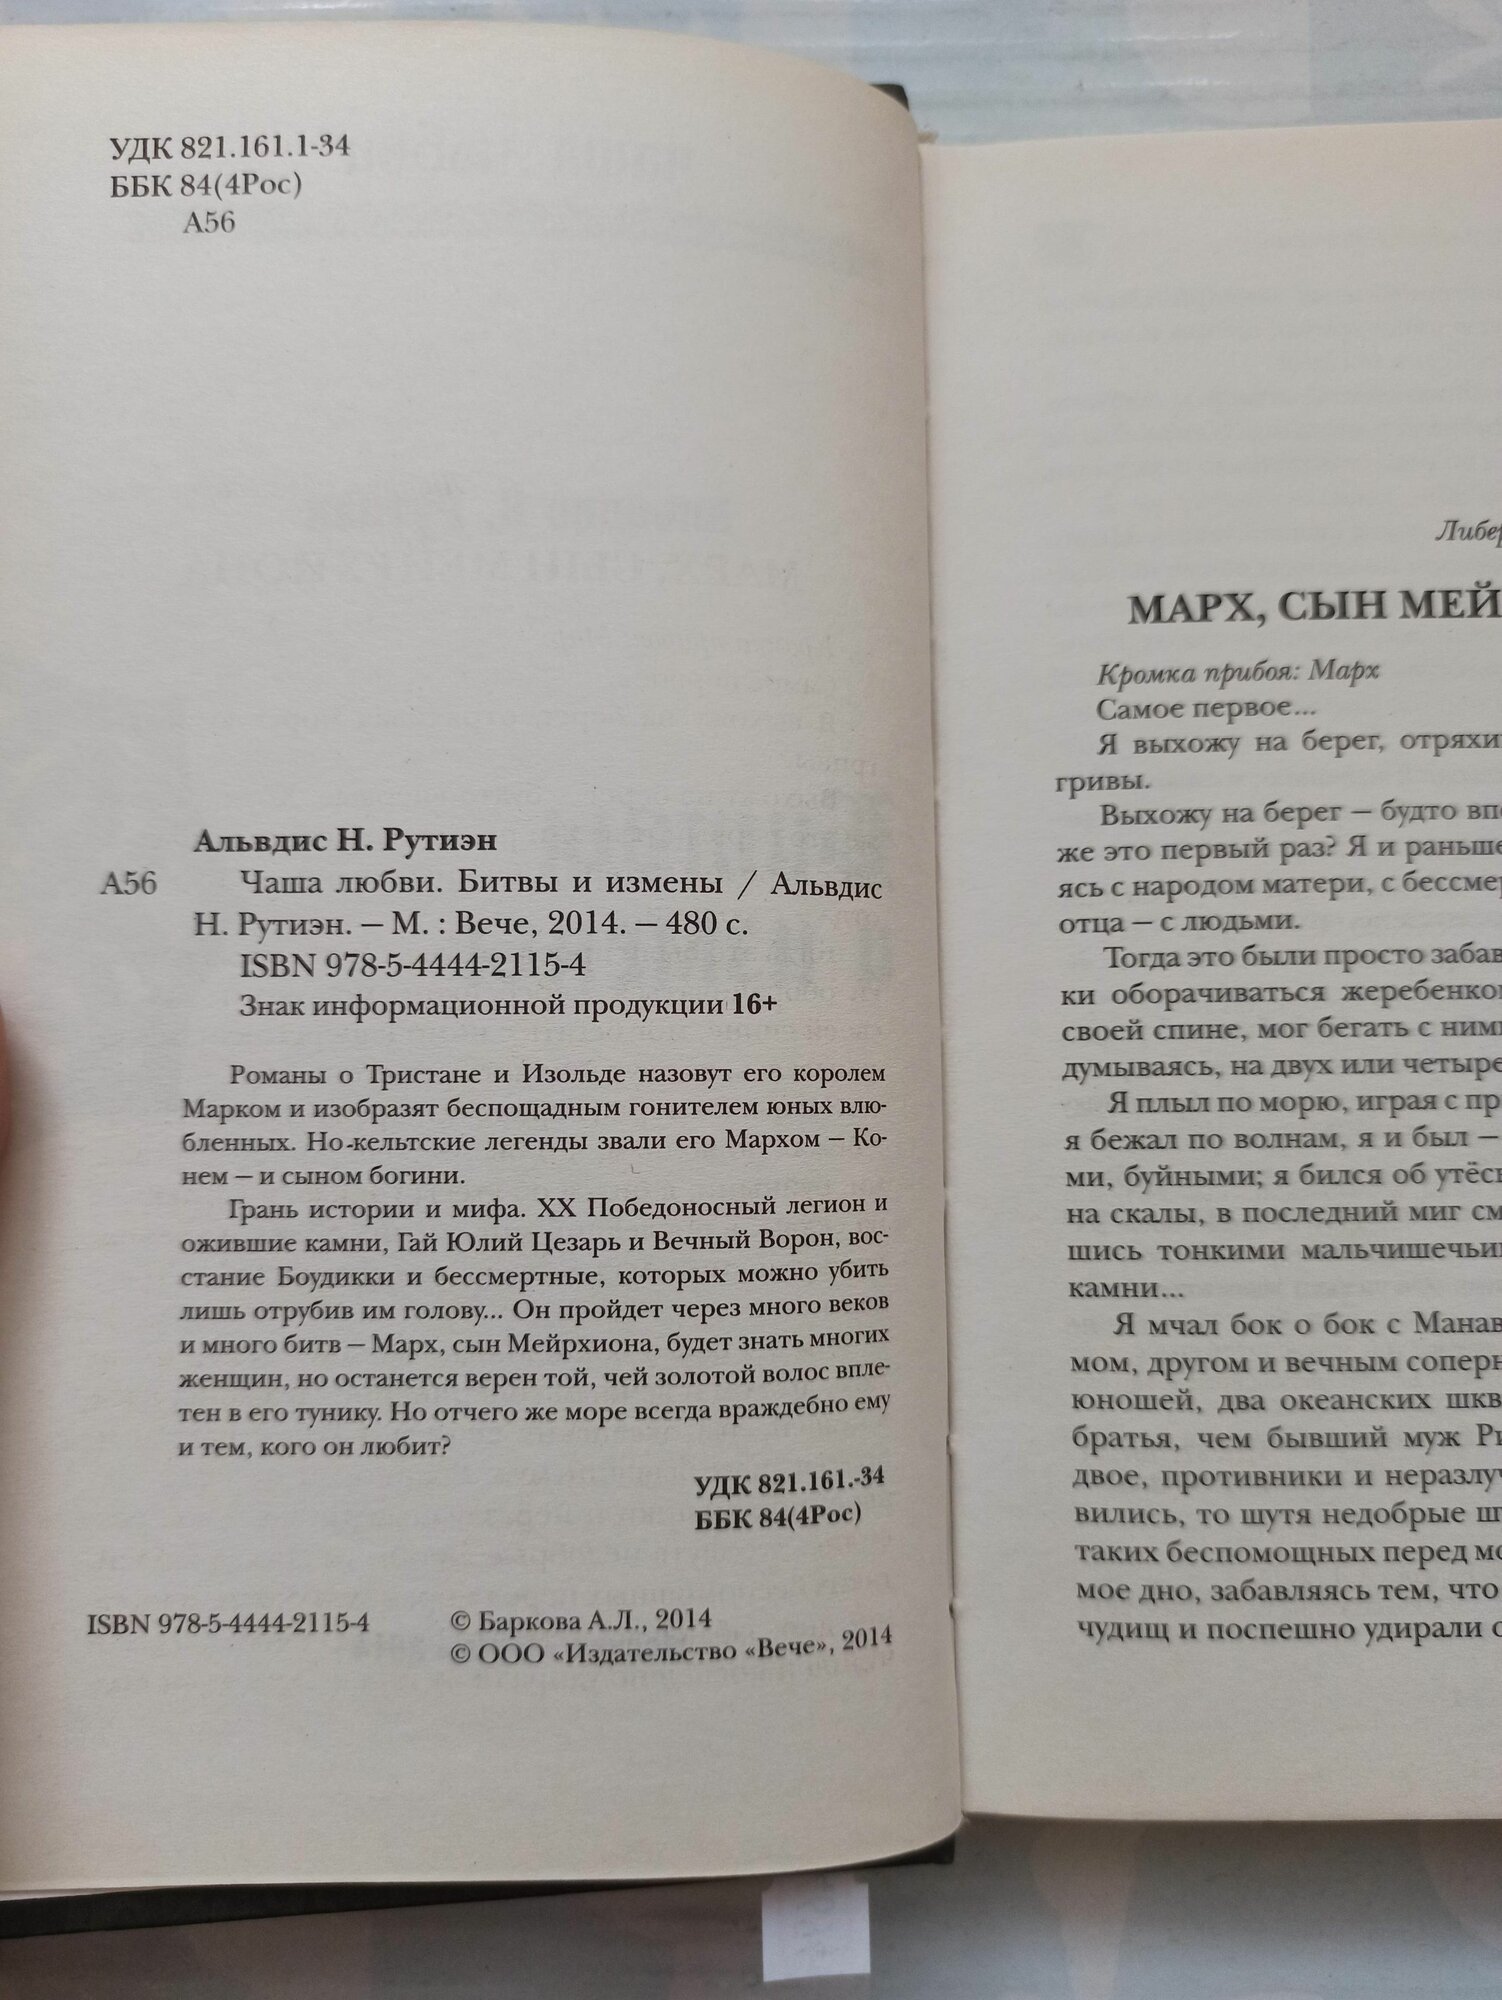 УДК 821.161.1-34
ББК 84(4Рос)
А56
Альвдис Н. Рутиэн
А56 Чаша любви. Битвы и измены / Альвдис
Н. Рутиэн. — М. : Вече, 2014. — 480 с.
ISBN 978-5-4444-2115-4
Знак информационной продукции 16+
Романы о Тристане и Изольде назовут его королем
Марком и изобразят беспощадным гонителем юных влю-
бленных. Но кельтские легенды звали его Мархом — Ко-
нем — и сыном богини.
Грань истории и мифа. XX Победоносный легион и
ожившие камни, Гай Юлий Цезарь и Вечный Ворон, вос-
стание Боудикки и бессмертные, которых можно убить
лишь отрубив им голову... Он пройдет через много веков
и много битв — Марх, сын Мейрхиона, будет знать многих
женщин, но останется верен той, чей золотой волос впле-
тен в его тунику. Но отчего же море всегда враждебно ему
и тем, кого он любит?
УДК 821.161.-34
ББК 84(4Рос)
ISBN 978-5-4444-2115-4
© Баркова А.Л., 2014
© ООО «Издательство «Вече», 2014
Либер
МАРХ, СЫН МЕЙ
Кромка прибоя: Марх
Самое первое...
Я выхожу на берег, отряхи
гривы.
Выхожу на берег — будто впе
же это первый раз? Я и раньше
ясь с народом матери, с бессмер
отца — с людьми.
Тогда это были просто забав
ки оборачиваться жеребенко
своей спине, мог бегать с ним
думываясь, на двух или четыре
Я плыл по морю, играя с пр
я бежал по волнам, я и был —
ми, буйными; я бился об утёс
на скалы, в последний миг см
шись тонкими мальчишечьи
камни...
Я мчал бок о бок с Манав
мом, другом и вечным соперн
юношей, два океанских шкв
братья, чем бывший муж Ри
двое, противники и неразлуч
вились, то шутя недобрые ш
таких беспомощных перед мо
мое дно, забавляясь тем, что
чудищ и поспешно удирали с